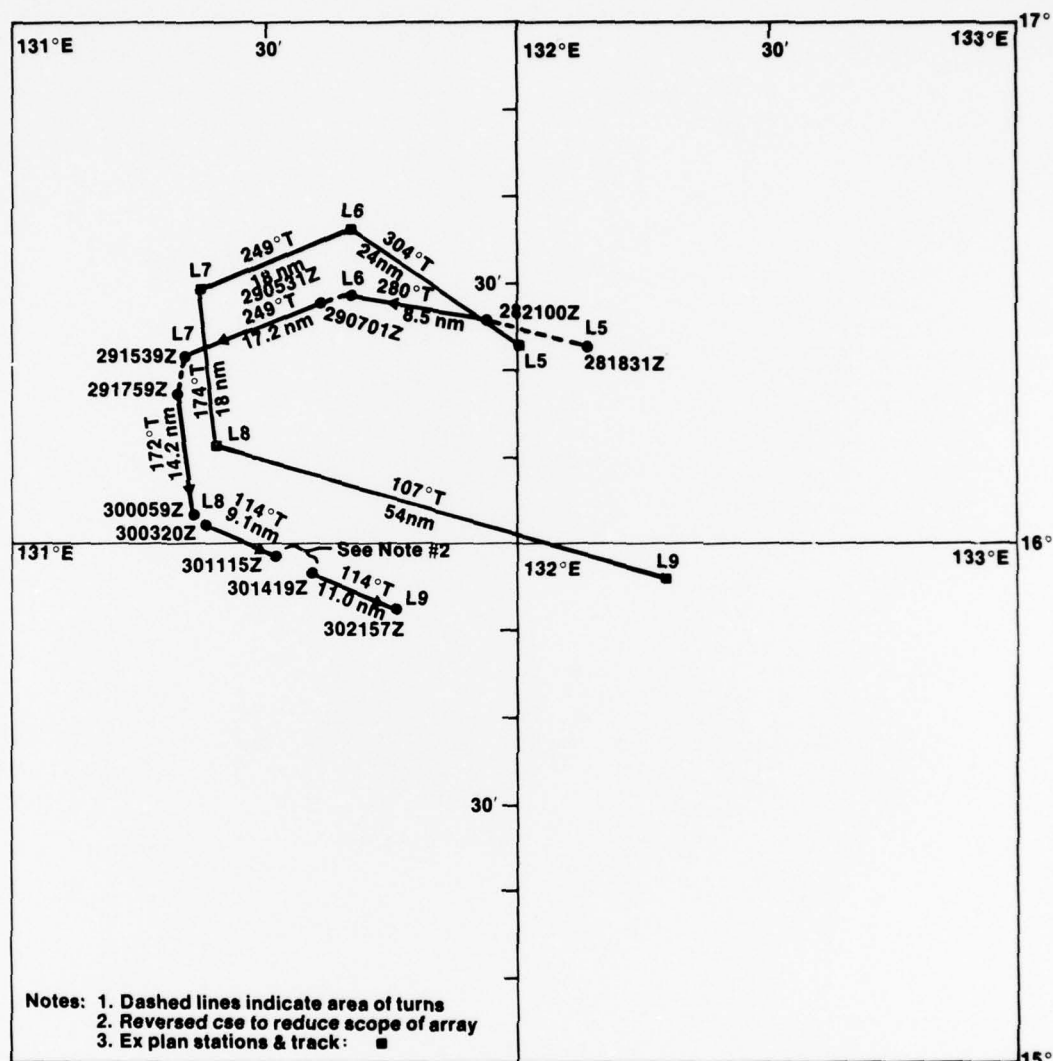 17°
131°E
30'
132°E
30'
133°E
L6
249°T
18 nm
304°T
24nm
L7
290531Z
L6
280°T
8.5 nm
30'
282100Z
L5
249°T
17.2 nm
290701Z
L7
291539Z
L5
281831Z
291759Z
174°T
18 nm
172°T
14.2 nm
L8
107°T
54nm
300059Z
L8
300320Z
114°T
9.1nm
131°E
See Note #2
16°
132°E
133°E
301115Z
L9
301419Z
114°T
11.0 nm
L9
302157Z
30'
Notes: 1. Dashed lines indicate area of turns
2. Reversed cse to reduce scope of array
3. Ex plan stations & track: ■
15°